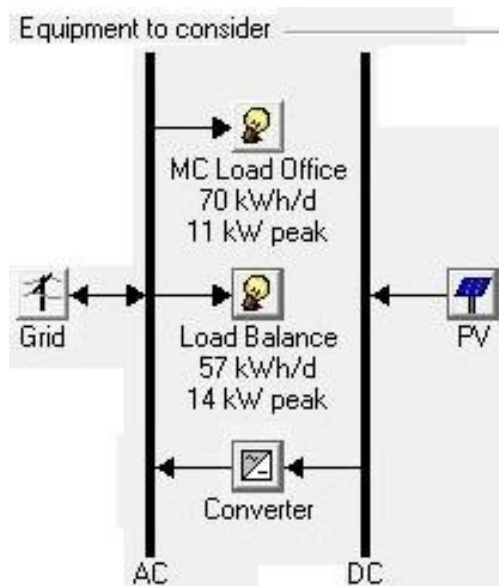 Equipment to consider
MC Load Office
70 kWh/d
11 kW peak
Grid
Load Balance
57 kWh/d
14 kW peak
PV
Converter
AC
DC